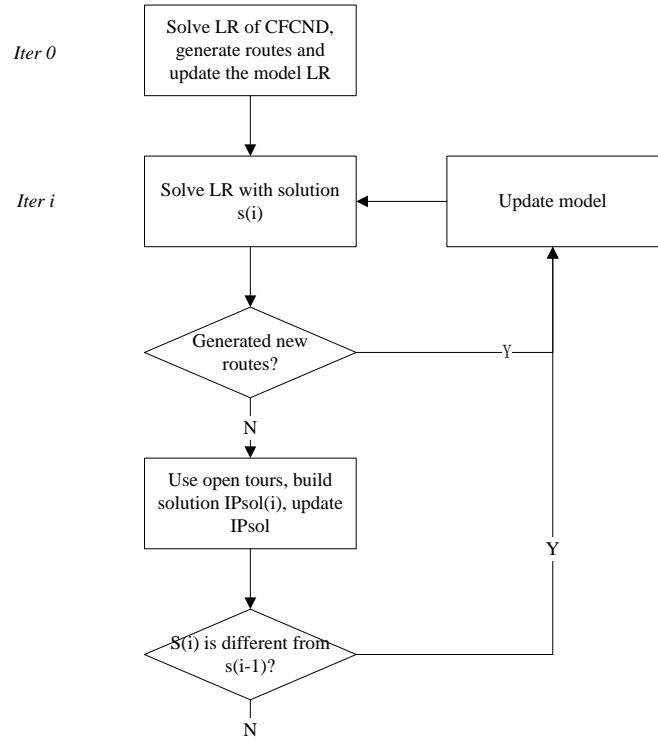 Iter 0
Solve LR of CFCND,
generate routes and
update the model LR
Iter i
Solve LR with solution
s(i)
Update model
Generated new
routes?
Y
N
Use open tours, build
solution IPsol(i), update
IPsol
Y
S(i) is different from
s(i-1)?
N